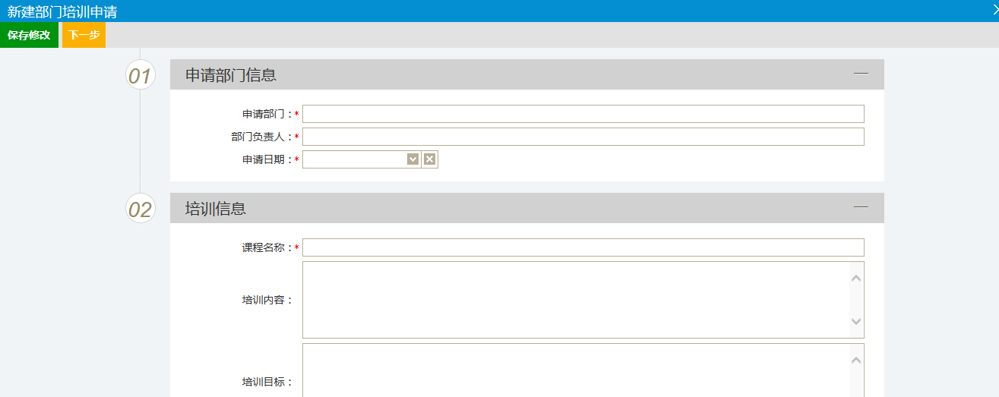 新建部门培训申请
保存修改 下一步
01 申请部门信息
申请部门：*
部门负责人：*
申请日期：*
02 培训信息
课程名称：*
培训内容：
培训目标：